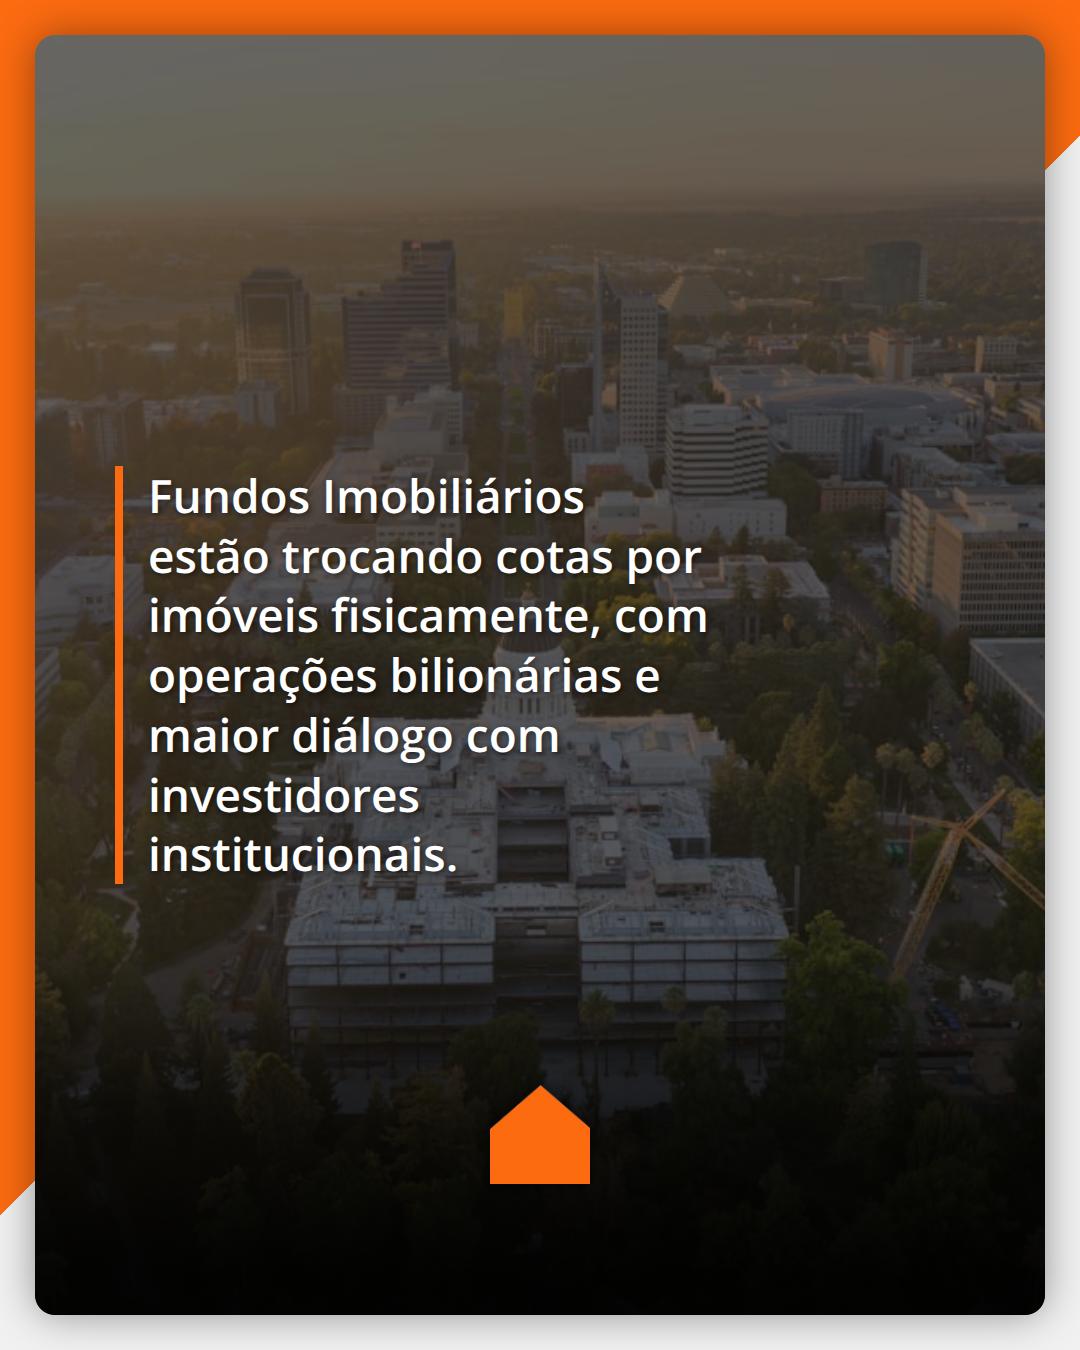 Fundos Imobiliários
estão trocando cotas por
imóveis fisicamente, com
operações bilionárias e
maior diálogo com
investidores
institucionais.